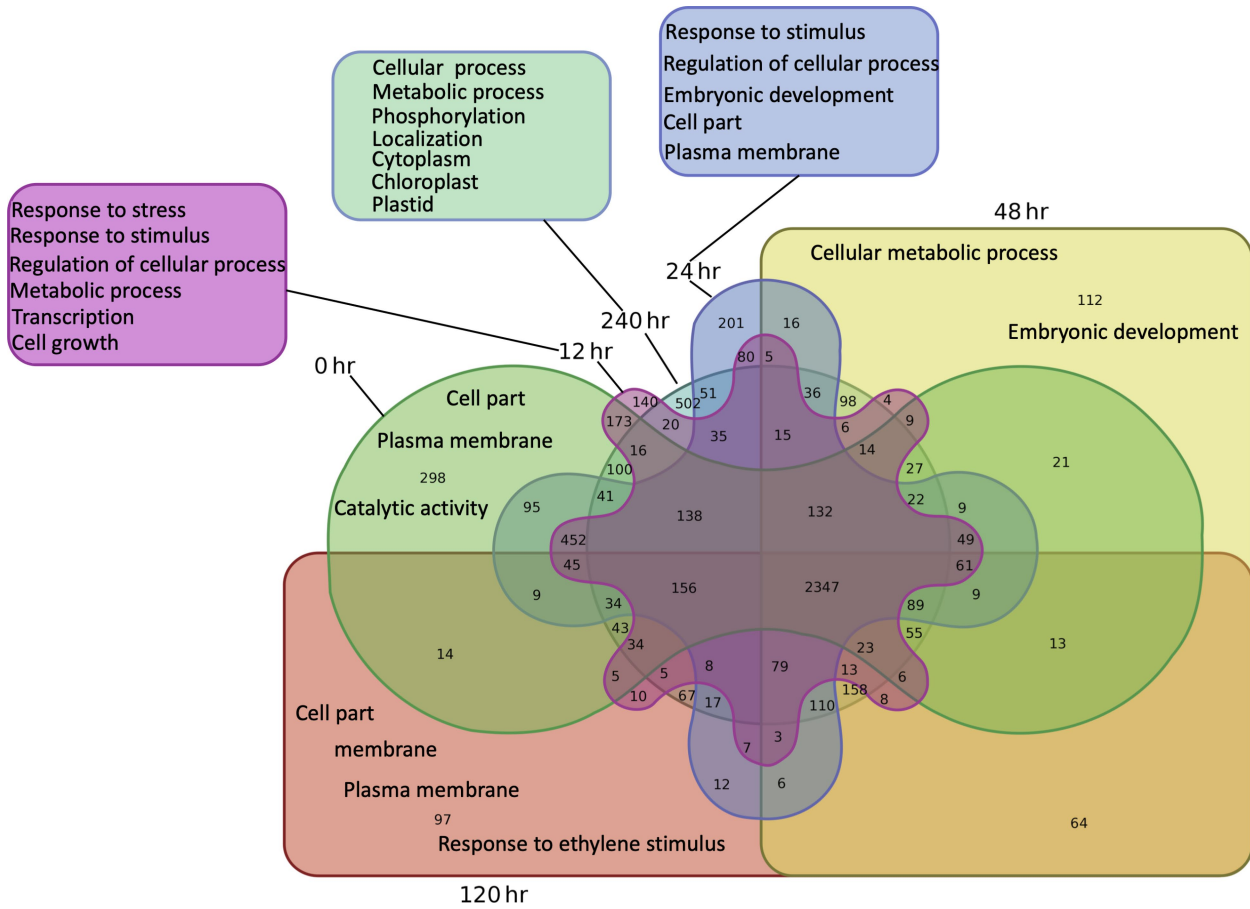 Response to stimulus
Regulation of cellular process
Embryonic development
Cell part
Plasma membrane
Cellular process
Metabolic process
Phosphorylation
Localization
Cytoplasm
Chloroplast
Plastid
Response to stress
Response to stimulus
Regulation of cellular process
Metabolic process
Transcription
Cell growth
48 hr
24 hr
240 hr
12 hr
0 hr
Cellular metabolic process
112
Embryonic development
201
16
80
5
Cell part
140
502
51
36
98
4
173
20
35
15
6
9
Plasma membrane
16
14
298
100
27
21
Catalytic activity
95
41
138
132
22
9
452
49
45
61
9
34
156
2347
89
9
43
55
14
34
23
13
5
5
8
79
13
6
10
67
17
110
158
8
Cell part
membrane
7
3
Plasma membrane
12
6
97
64
Response to ethylene stimulus
120 hr